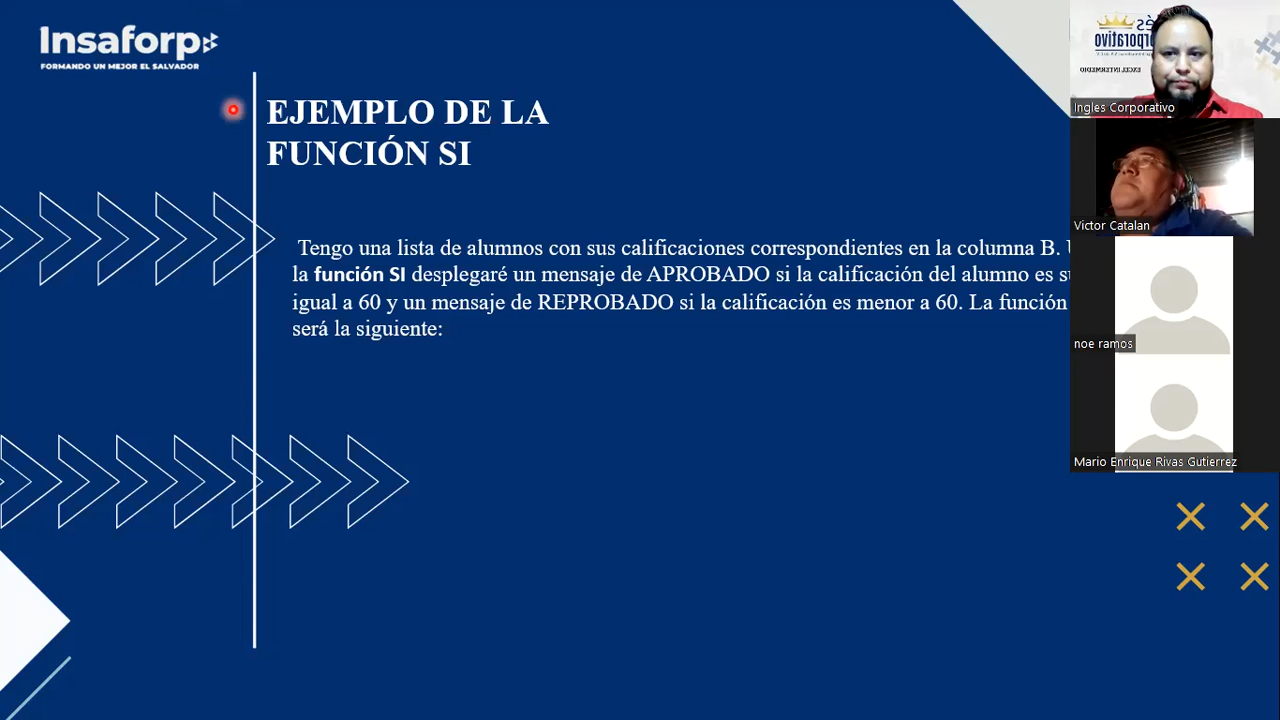 Insaforp
FORMANDO UN MEJOR EL SALVADOR
EJEMPLO DE LA
FUNCIÓN SI
Tengo una lista de alumnos con sus calificaciones correspondientes en la columna B.
la función SI desplegaré un mensaje de APROBADO si la calificación del alumno es
igual a 60 y un mensaje de REPROBADO si la calificación es menor a 60. La función
será la siguiente:
corporativo
EXCEL INTERMEDIO
Ingles Corporativo
Victor Catalan
noe ramos
Mario Enrique Rivas Gutierrez